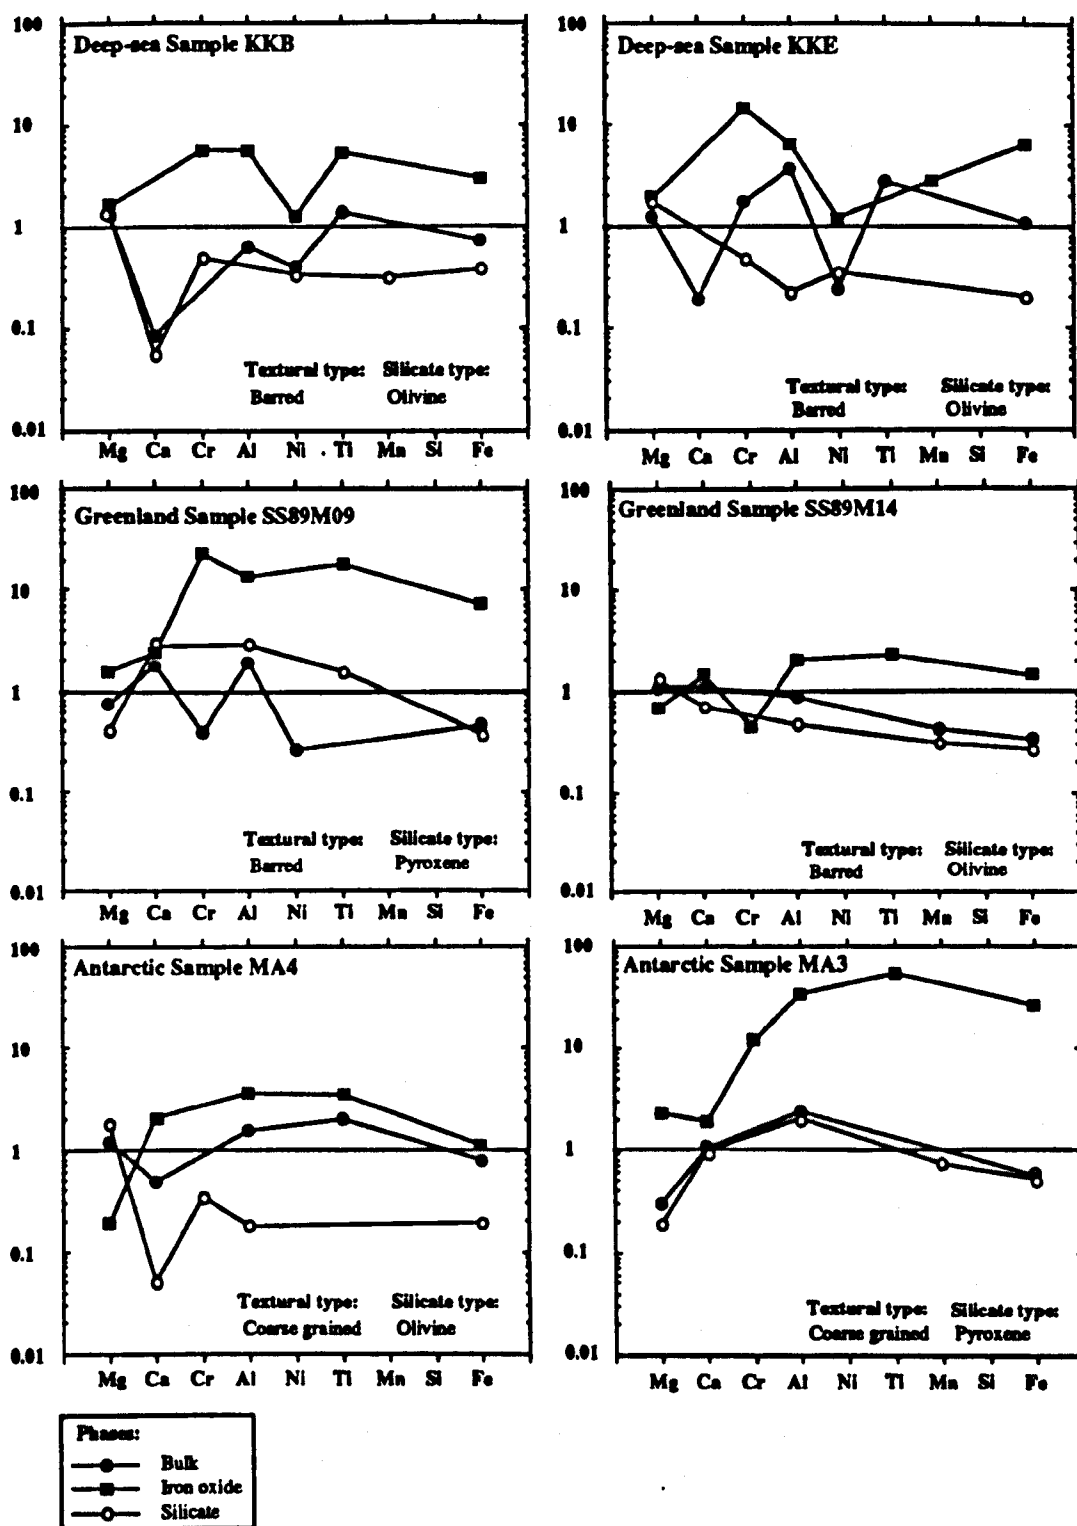 100
10
1
0.1
0.01
Deep-sea Sample KKB
Textural type: Silicate type:
Barred Olivine
Mg Ca Cr Al Ni Ti Mn Si Fe
100
10
1
0.1
0.01
Deep-sea Sample KKE
Textural type: Silicate type:
Barred Olivine
Mg Ca Cr Al Ni Ti Mn Si Fe
100
10
1
0.1
0.01
Greenland Sample SS89M09
Textural type: Silicate type:
Barred Pyroxene
Mg Ca Cr Al Ni Ti Mn Si Fe
100
10
1
0.1
0.01
Greenland Sample SS89M14
Textural type: Silicate type:
Barred Olivine
Mg Ca Cr Al Ni Ti Mn Si Fe
100
10
1
0.1
0.01
Antarctic Sample MA4
Textural type: Silicate type:
Coarse grained Olivine
Mg Ca Cr Al Ni Ti Mn Si Fe
100
10
1
0.1
0.01
Antarctic Sample MA3
Textural type: Silicate type:
Coarse grained Pyroxene
Mg Ca Cr Al Ni Ti Mn Si Fe
Phases:
Bulk
Iron oxide
Silicate